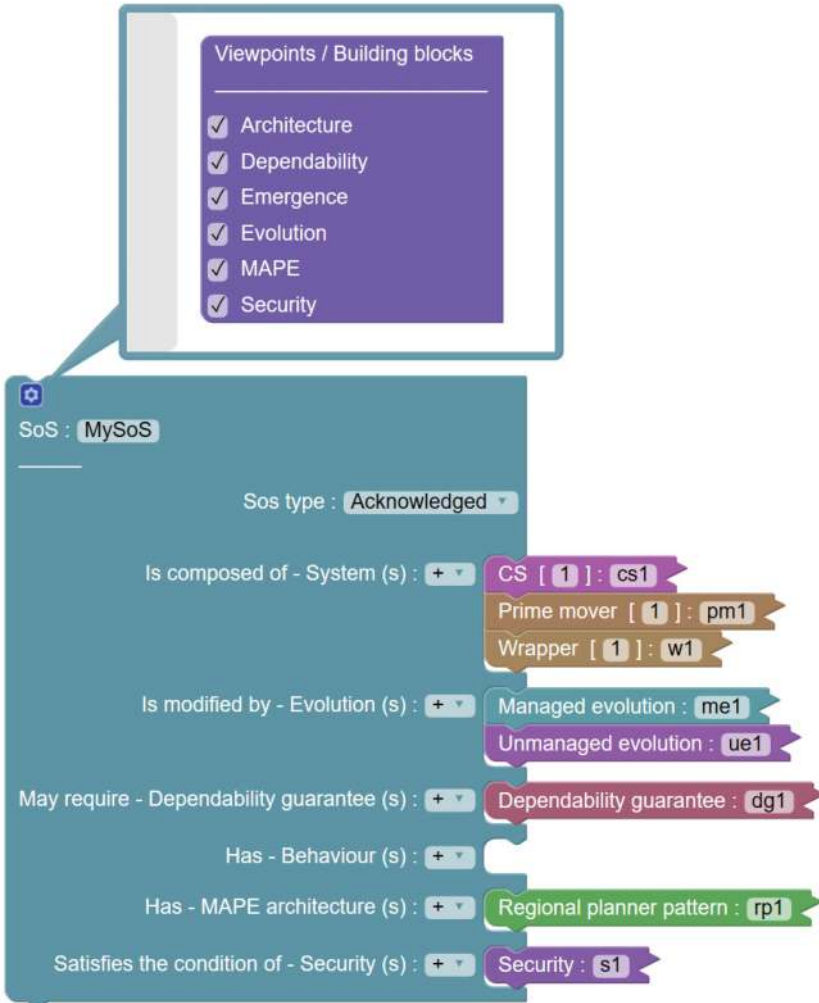 Viewpoints / Building blocks
Architecture
Dependability
Emergence
Evolution
MAPE
Security
SoS : MySoS
Sos type : Acknowledged
Is composed of - System (s) : + CS [ 1 ] : cs1
Prime mover [ 1 ] : pm1
Wrapper [ 1 ] : w1
Is modified by - Evolution (s) : + Managed evolution : me1
Unmanaged evolution : ue1
May require - Dependability guarantee (s) : + Dependability guarantee : dg1
Has - Behaviour (s) : +
Has - MAPE architecture (s) : + Regional planner pattern : rp1
Satisfies the condition of - Security (s) : + Security : s1